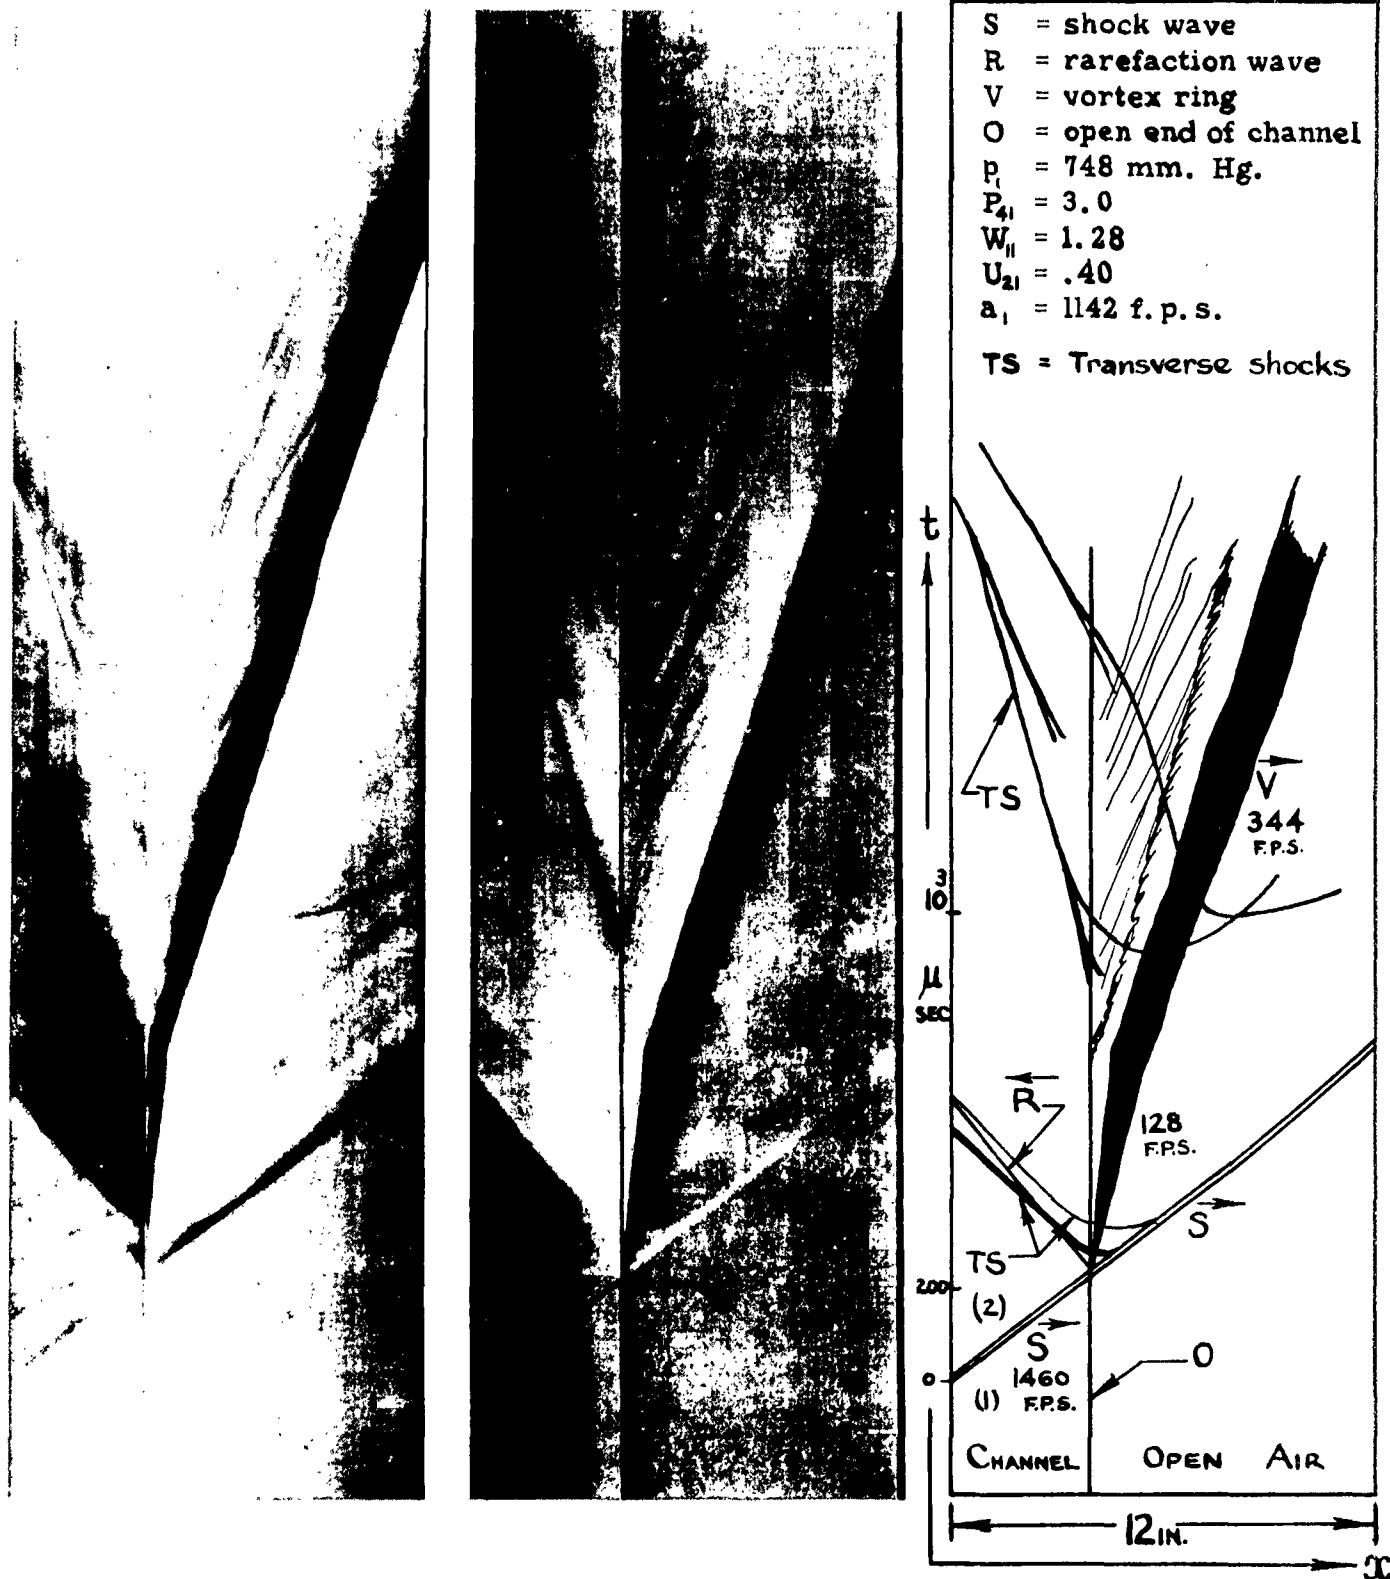 S = shock wave
R = rarefaction wave
V = vortex ring
O = open end of channel
p₁ = 748 mm. Hg.
P₄₁ = 3.0
W₁₁ = 1.28
U₂₁ = .40
a₁ = 1142 f.p.s.
TS = Transverse shocks
t
TS
V
344
F.P.S.
10³
μ
SEC
R
128
F.P.S.
S
TS
200
(2)
S
O
0
1460
(1) F.P.S.
CHANNEL OPEN AIR
12 IN.
x